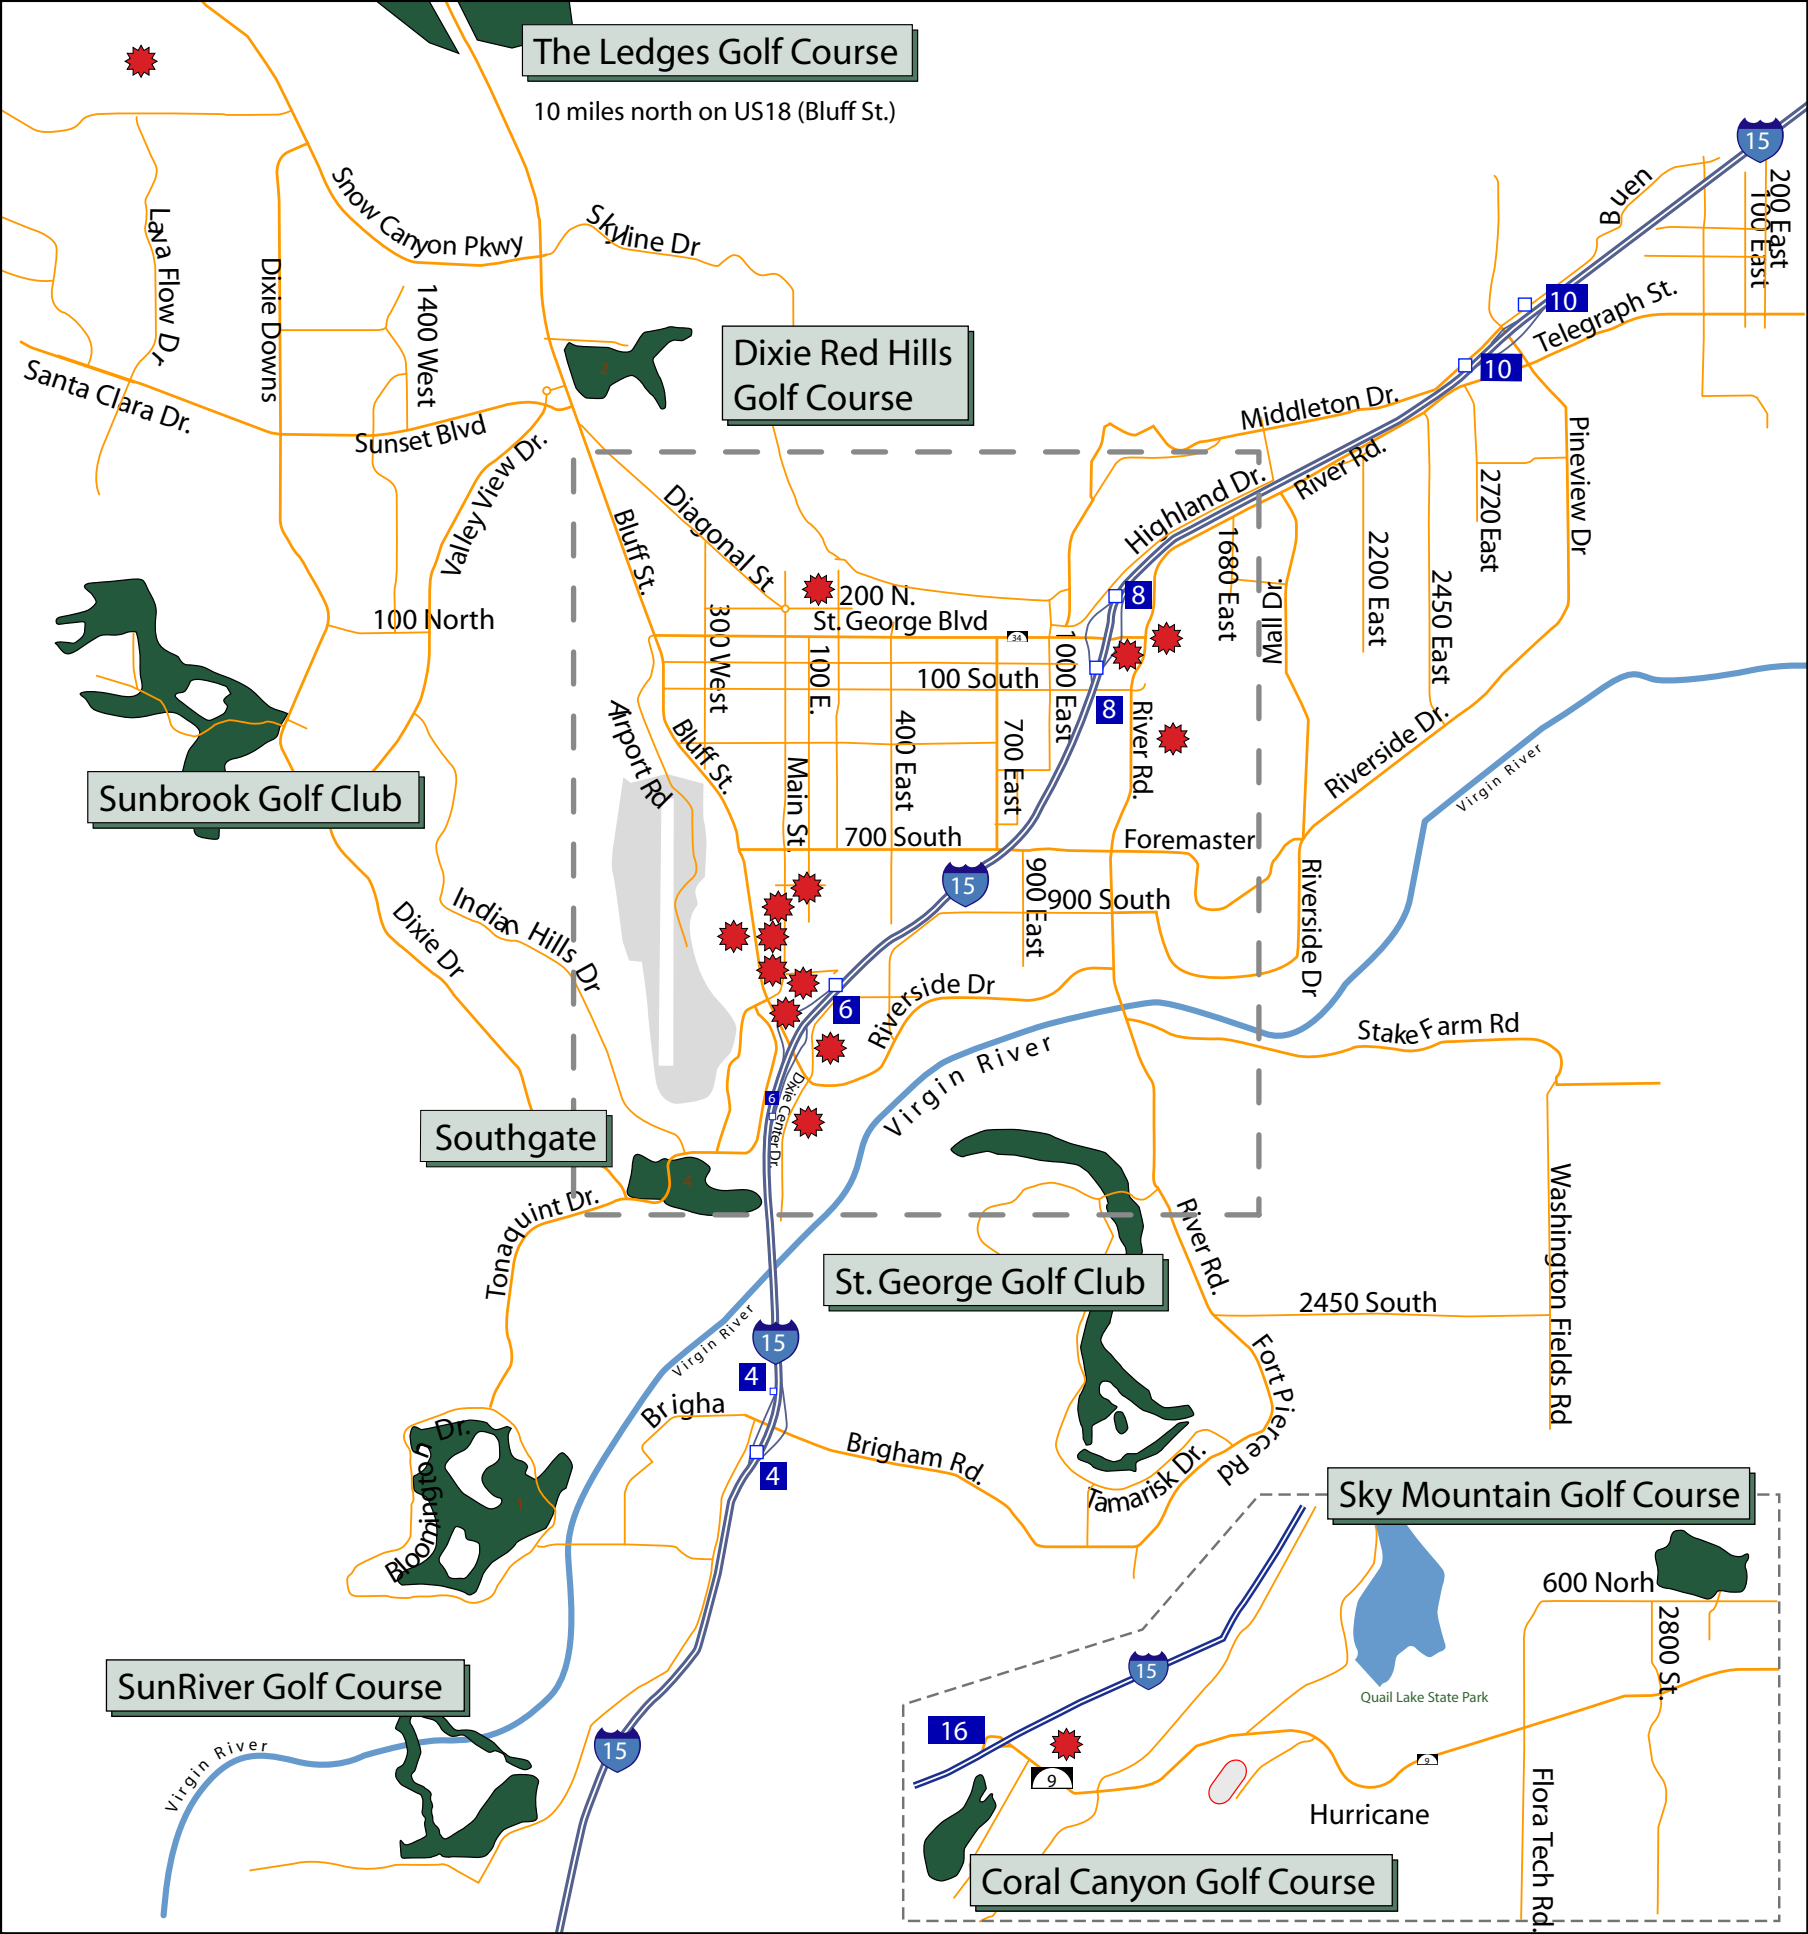 The Ledges Golf Course
10 miles north on US18 (Bluff St.)
15
200 East
100 East
Buen
Snow Canyon Pkwy
Skyline Dr
Lava Flow Dr
Dixie Downs
1400 West
10
Telegraph St.
10
Dixie Red Hills
Golf Course
2
Santa Clara Dr.
Sunset Blvd
Middleton Dr.
Pineview Dr
Valley View Dr.
Highland Dr.
River Rd.
2720 East
Diagonal St.
Bluff St.
1680 East
2200 East
2450 East
Mall Dr.
8
200 N.
St. George Blvd
34
100 North
300 West
100 E.
1000 East
100 South
8
Airport Rd
Bluff St.
400 East
700 East
River Rd.
Main St.
Riverside Dr.
Virgin River
Sunbrook Golf Club
700 South
Foremaster
15
900 East
900 South
Riverside Dr
Indian Hills Dr
Dixie Dr
6
Riverside Dr
Virgin River
Stake Farm Rd
6
Dixie Center Dr.
Southgate
4
Tonaquint Dr.
Washington Fields Rd
River Rd.
St. George Golf Club
2450 South
Virgin River
15
4
Fort Pierce Rd
Brigha
Brigham Rd.
4
Tamarisk Dr.
Bloomington
Dr.
1
Sky Mountain Golf Course
600 Norh
2800 St.
15
Quail Lake State Park
SunRiver Golf Course
Virgin River
15
16
9
9
Hurricane
Flora Tech Rd.
Coral Canyon Golf Course